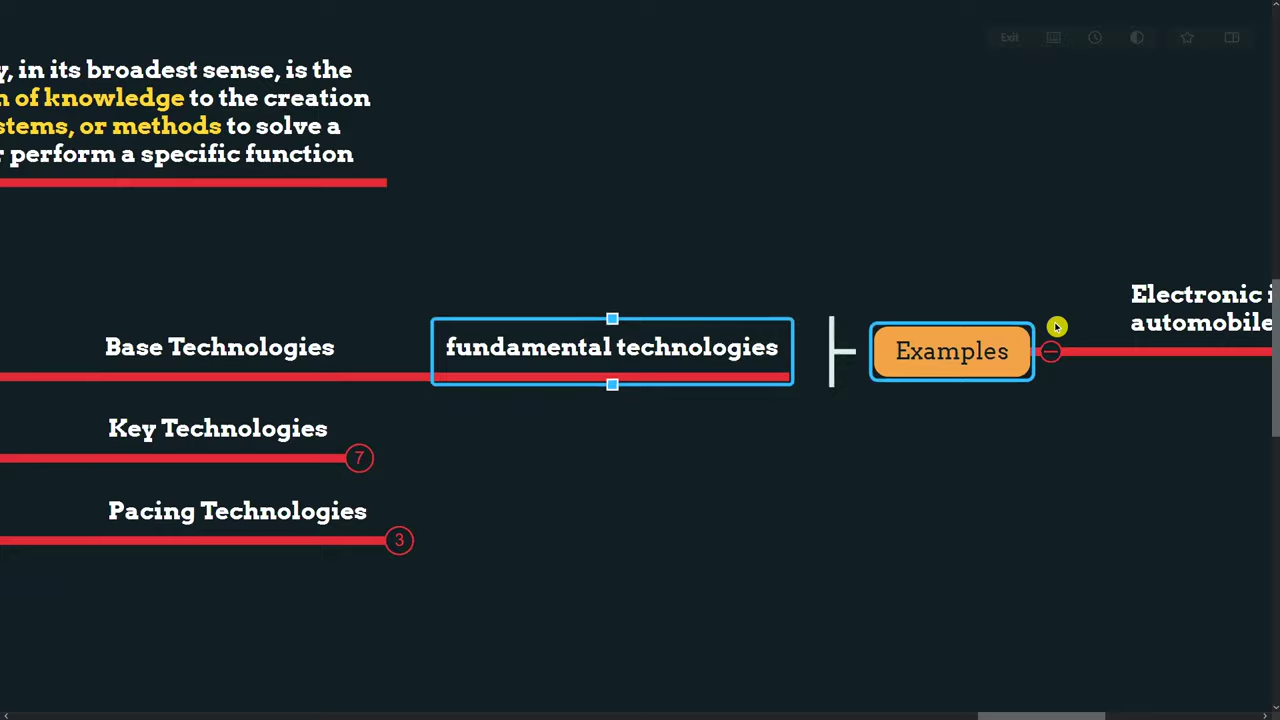 Exit
, in its broadest sense, is the
of knowledge to the creation
or methods to solve a
perform a specific function
Electronic
automobile
Base Technologies
fundamental technologies
Examples
Key Technologies
7
Pacing Technologies
3